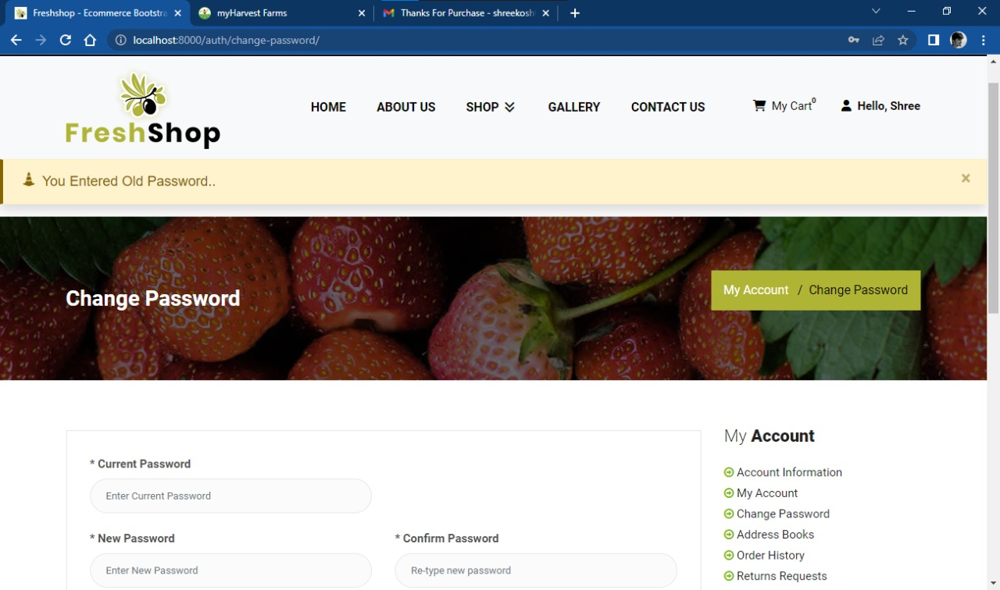 Freshshop - Ecommerce Bootstra
myHarvest Farms
Thanks For Purchase - shreekosh
localhost:8000/auth/change-password/
FreshShop
HOME
ABOUT US
SHOP
GALLERY
CONTACT US
My Cart 0
Hello, Shree
You Entered Old Password..
×
Change Password
My Account / Change Password
* Current Password
Enter Current Password
* New Password
* Confirm Password
Enter New Password
Re-type new password
My Account
Account Information
My Account
Change Password
Address Books
Order History
Returns Requests